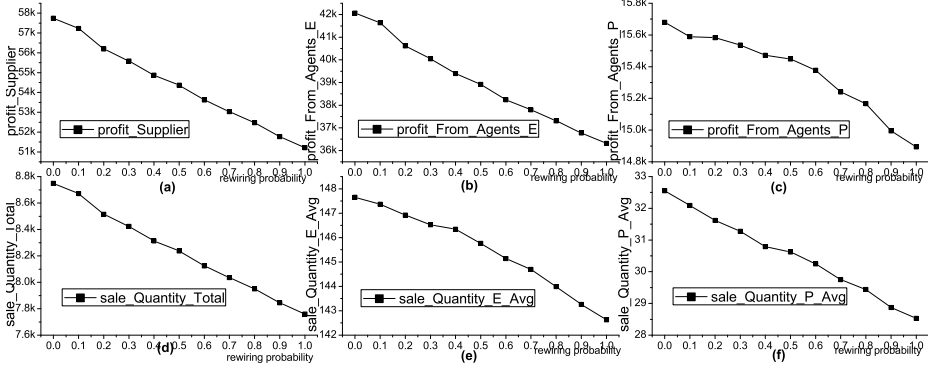 58k
57k
56k
55k
54k
53k
52k
51k
profit_Supplier
profit_Supplier
0.0 0.1 0.2 0.3 0.4 0.5 0.6 0.7 0.8 0.9 1.0
rewiring probability
(a)
42k
41k
40k
39k
38k
37k
36k
profit_From_Agents_E
profit_From_Agents_E
0.0 0.1 0.2 0.3 0.4 0.5 0.6 0.7 0.8 0.9 1.0
rewiring probability
(b)
15.8k
15.6k
15.4k
15.2k
15.0k
14.8k
profit_From_Agents_P
profit_From_Agents_P
0.0 0.1 0.2 0.3 0.4 0.5 0.6 0.7 0.8 0.9 1.0
rewiring probability
(c)
8.8k
8.6k
8.4k
8.2k
8.0k
7.8k
7.6k
sale_Quantity_Total
sale_Quantity_Total
0.0 0.1 0.2 0.3 0.4 0.5 0.6 0.7 0.8 0.9 1.0
rewiring probability
(d)
148
147
146
145
144
143
142
sale_Quantity_E_Avg
sale_Quantity_E_Avg
0.0 0.1 0.2 0.3 0.4 0.5 0.6 0.7 0.8 0.9 1.0
rewiring probability
(e)
33
32
31
30
29
28
sale_Quantity_P_Avg
sale_Quantity_P_Avg
0.0 0.1 0.2 0.3 0.4 0.5 0.6 0.7 0.8 0.9 1.0
rewiring probability
(f)